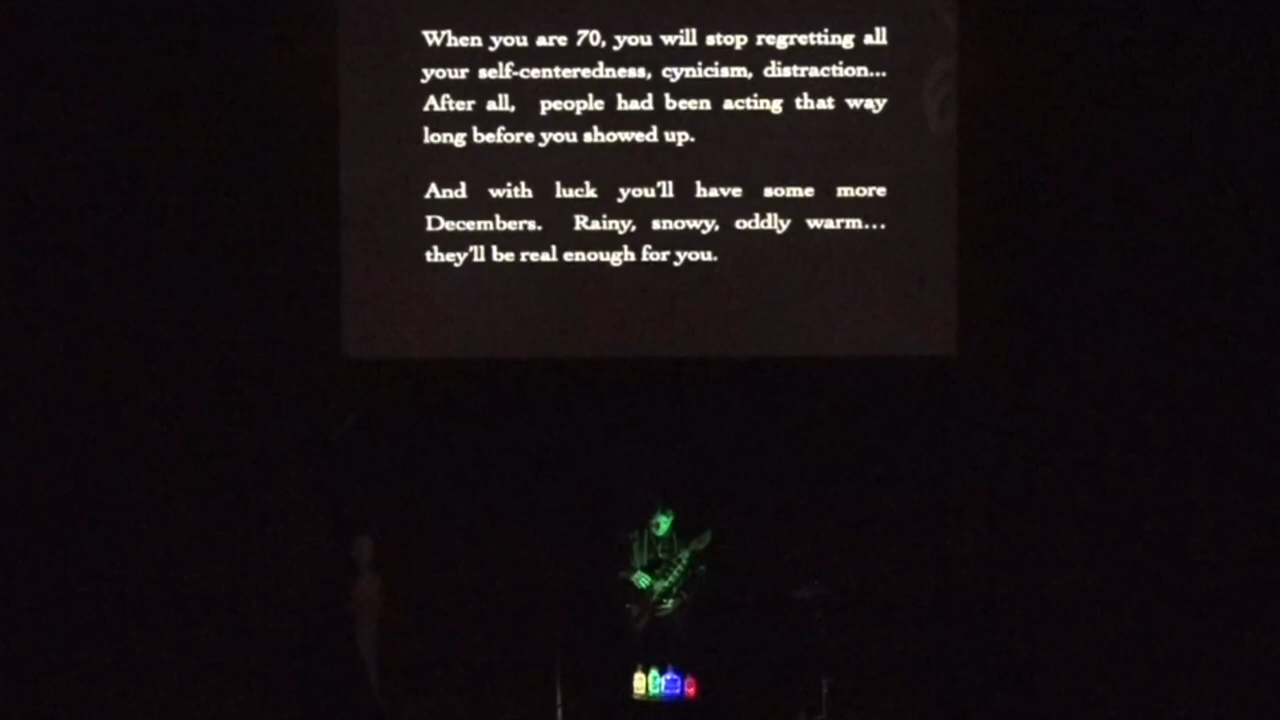 When you are 70, you will stop regretting all
your self-centeredness, cynicism, distraction...
After all, people had been acting that way
long before you showed up.
And with luck you'll have some more
Decembers. Rainy, snowy, oddly warm...
they'll be real enough for you.